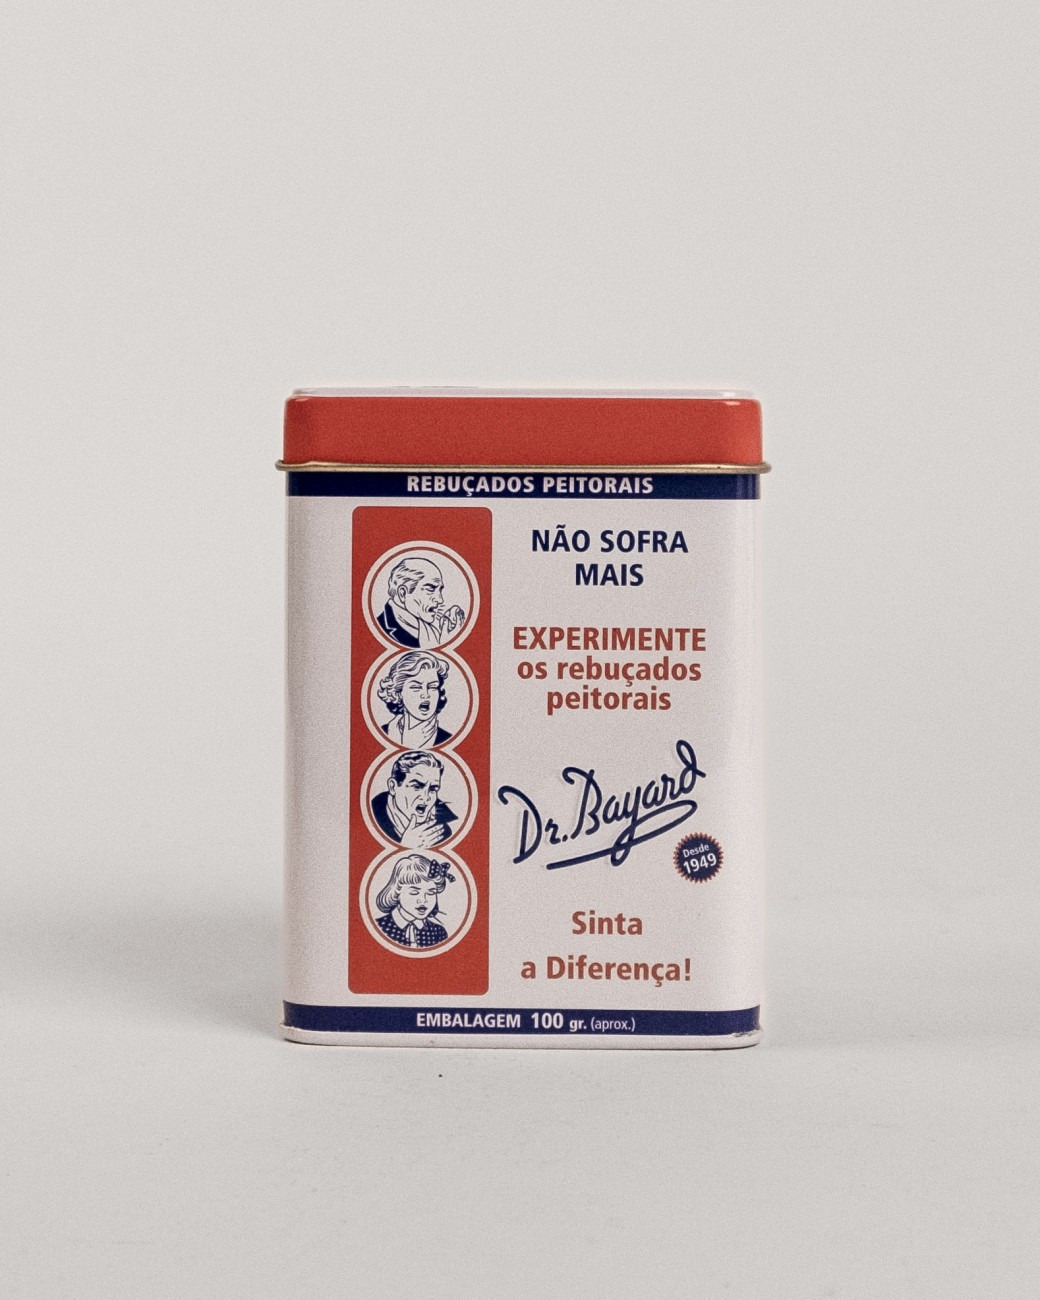 REBUÇADOS PEITORAIS
NÃO SOFRA
MAIS
EXPERIMENTE
os rebuçados
peitorais
Dr. Bayard
Desde
1949
Sinta
a Diferença!
EMBALAGEM 100 gr. (aprox.)